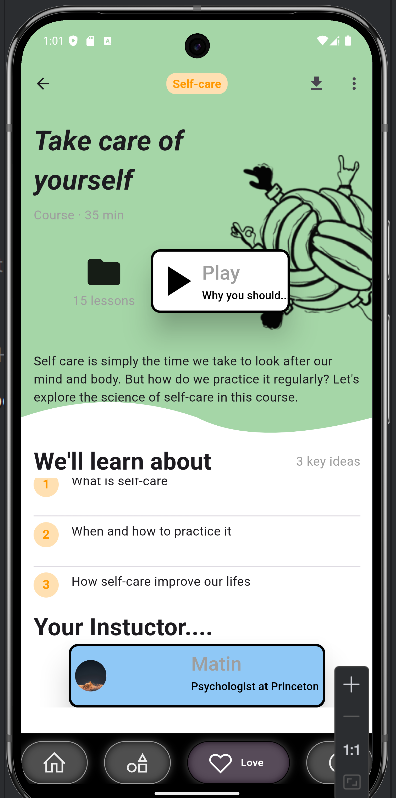 1:01
Self-care
Take care of
yourself
Course · 35 min
Play
Why you should..
15 lessons
Self care is simply the time we take to look after our
mind and body. But how do we practice it regularly? Let's
explore the science of self-care in this course.
We'll learn about
3 key ideas
1 What is self-care
2 When and how to practice it
3 How self-care improve our lifes
Your Instuctor....
Matin
Psychologist at Princeton
Love
1:1